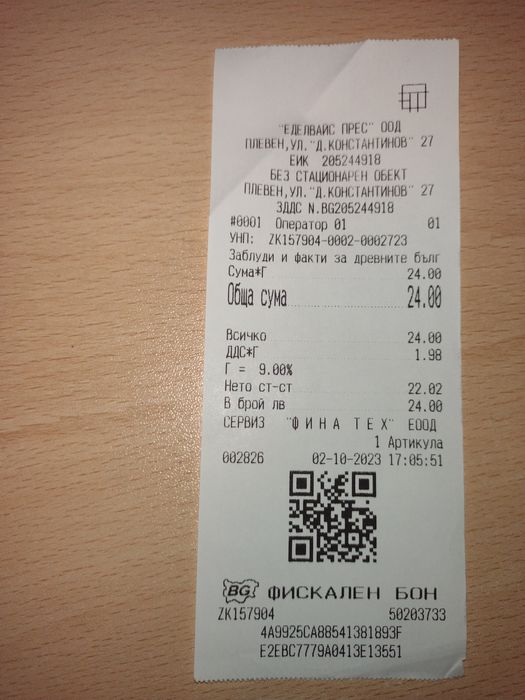 "ЕДЕЛВАЙС ПРЕС" ООД
ПЛЕВЕН,УЛ."Д.КОНСТАНТИНОВ" 27
ЕИК 205244918
БЕЗ СТАЦИОНАРЕН ОБЕКТ
ПЛЕВЕН,УЛ."Д.КОНСТАНТИНОВ" 27
ЗДДС N.BG205244918
#0001 Оператор 01 01
УНП: ZK157904-0002-0002723
Заблуди и факти за древните бълг
Сума*Г 24.00
Обща сума 24.00
Всичко 24.00
ДДС*Г 1.98
Г = 9.00%
Нето ст-ст 22.02
В брой лв 24.00
СЕРВИЗ "Ф И Н А Т Е Х" ЕООД
1 Артикула
002826 02-10-2023 17:05:51
BG ФИСКАЛЕН БОН
ZK157904 50203733
4A9925CA88541381893F
E2EBC7779A0413E13551